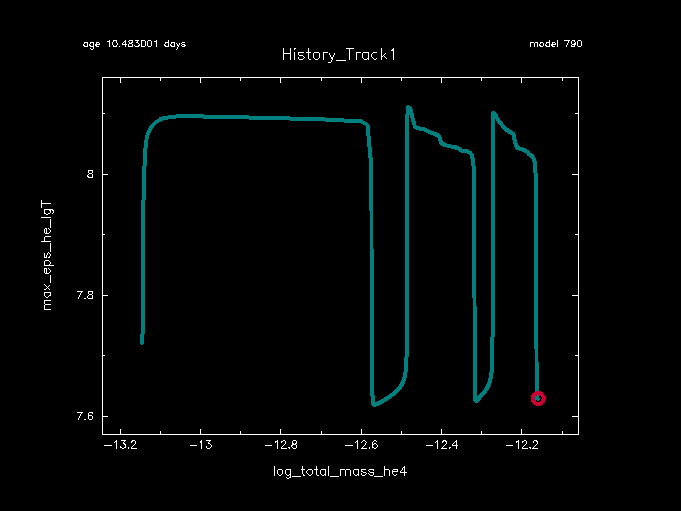 age 10.483001 days
model 790
History_Track1
max_eps_he_lgT
8
7.8
7.6
−13.2
−13
−12.8
−12.6
−12.4
−12.2
log_total_mass_he4